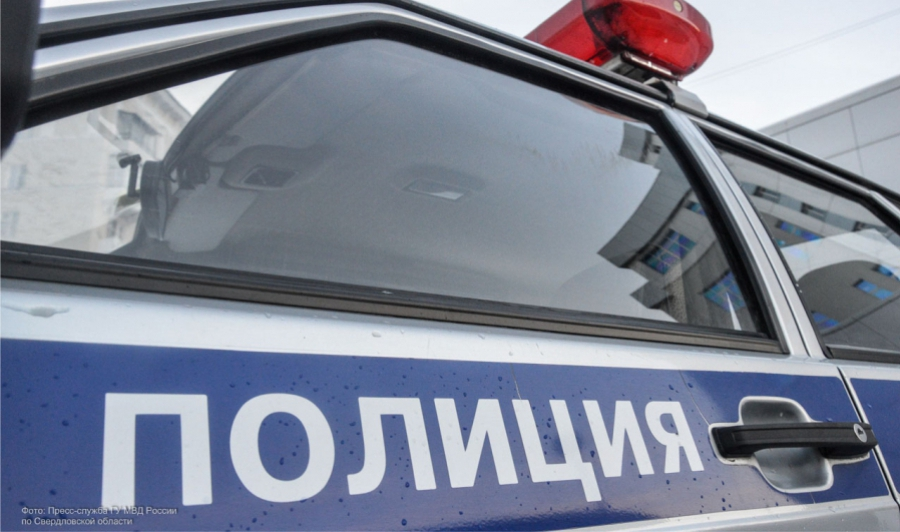 ПОЛИЦИЯ
Фото: Пресс-служба ГУ МВД России
по Свердловской области